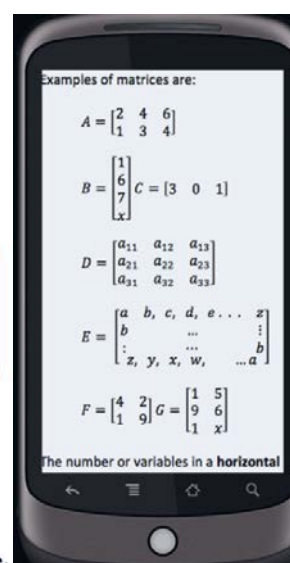 Examples of matrices are:
A = [2 4 6
1 3 4]
B = [1
6
7
x] C = [3 0 1]
D = [a11 a12 a13
a21 a22 a23
a31 a32 a33]
E = [a b, c, d, e . . . z
b ... ⋮
⋮ ... b
z, y, x, w, ... a]
F = [4 2
1 9] G = [1 5
9 6
1 x]
The number or variables in a horizontal